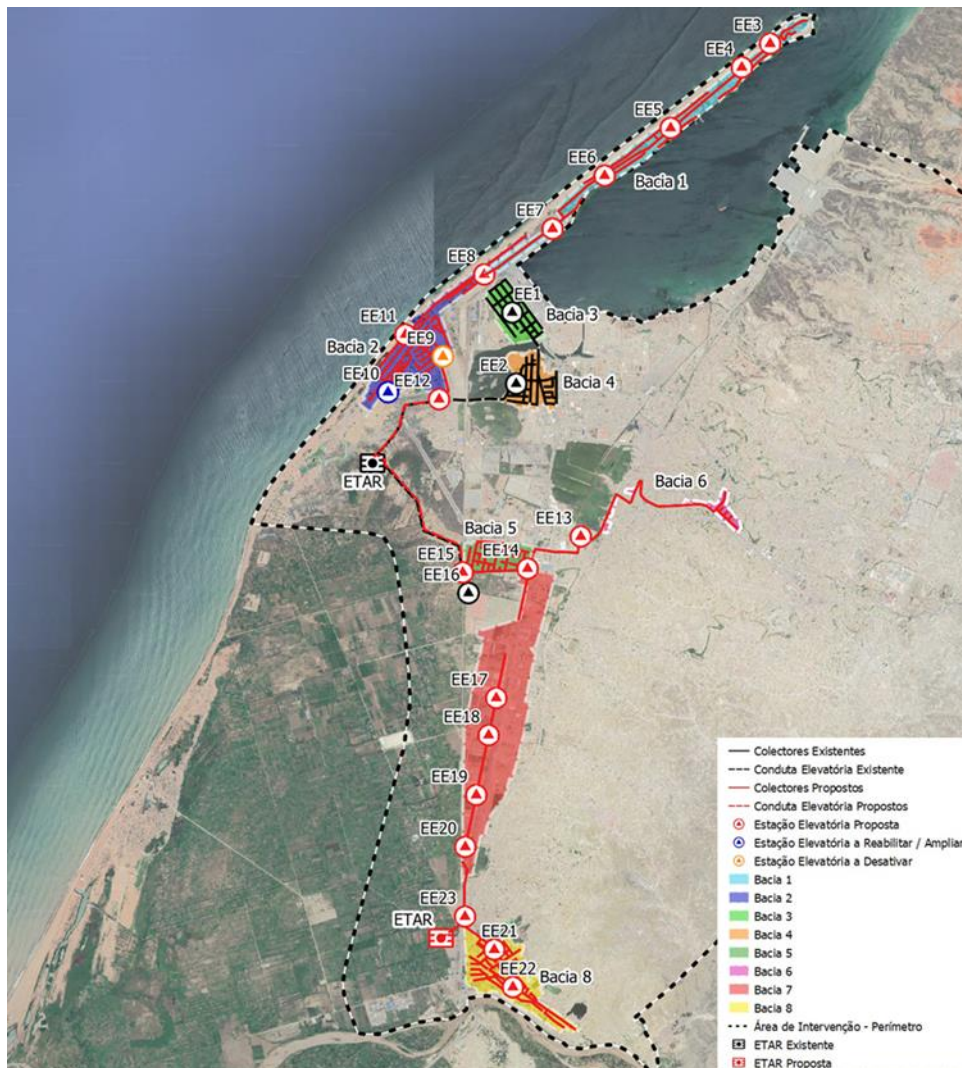 EE3
EE4
EE5
EE6
Bacia 1
EE7
EE8
EE1
Bacia 3
EE11
Bacia 2
EE9
EE10
EE12
EE2
Bacia 4
ETAR
Bacia 6
EE13
Bacia 5
EE15
EE14
EE16
EE17
EE18
EE19
EE20
EE23
ETAR
EE21
EE22
Bacia 8
Colectores Existentes
Conduta Elevatória Existente
Colectores Propostos
Conduta Elevatória Propostos
Estação Elevatória Proposta
Estação Elevatória a Reabilitar / Ampliar
Estação Elevatória a Desativar
Bacia 1
Bacia 2
Bacia 3
Bacia 4
Bacia 5
Bacia 6
Bacia 7
Bacia 8
Área de Intervenção - Perímetro
ETAR Existente
ETAR Proposta